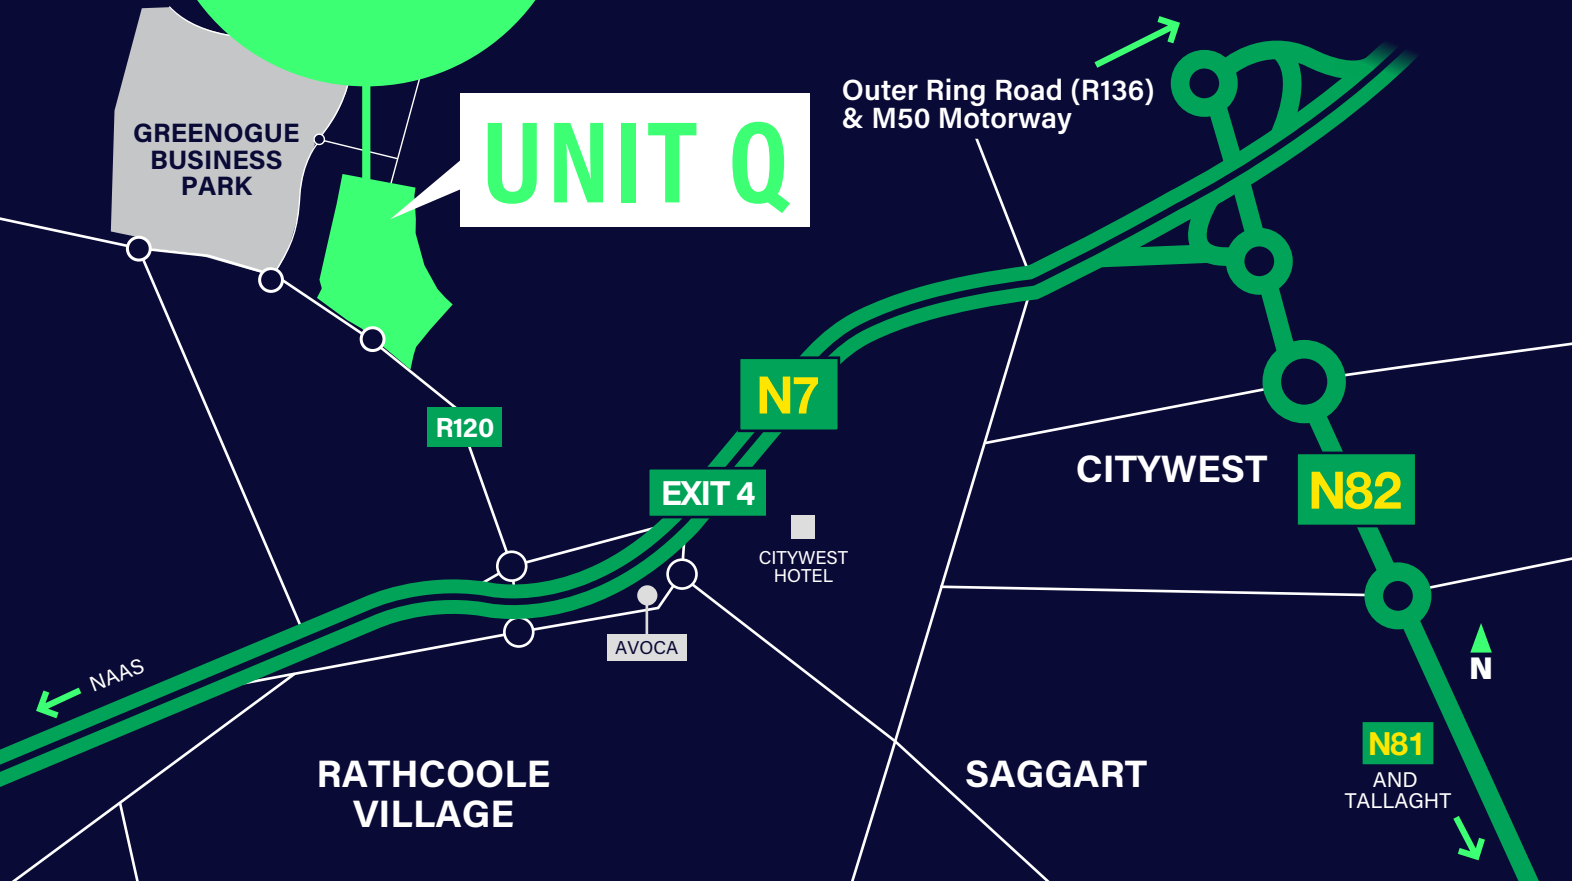 Outer Ring Road (R136)
& M50 Motorway
GREENOGUE
BUSINESS
PARK
UNIT Q
N7
R120
EXIT 4
CITYWEST
N82
CITYWEST
HOTEL
AVOCA
NAAS
N
N81
AND
TALLAGHT
RATHCOOLE
VILLAGE
SAGGART